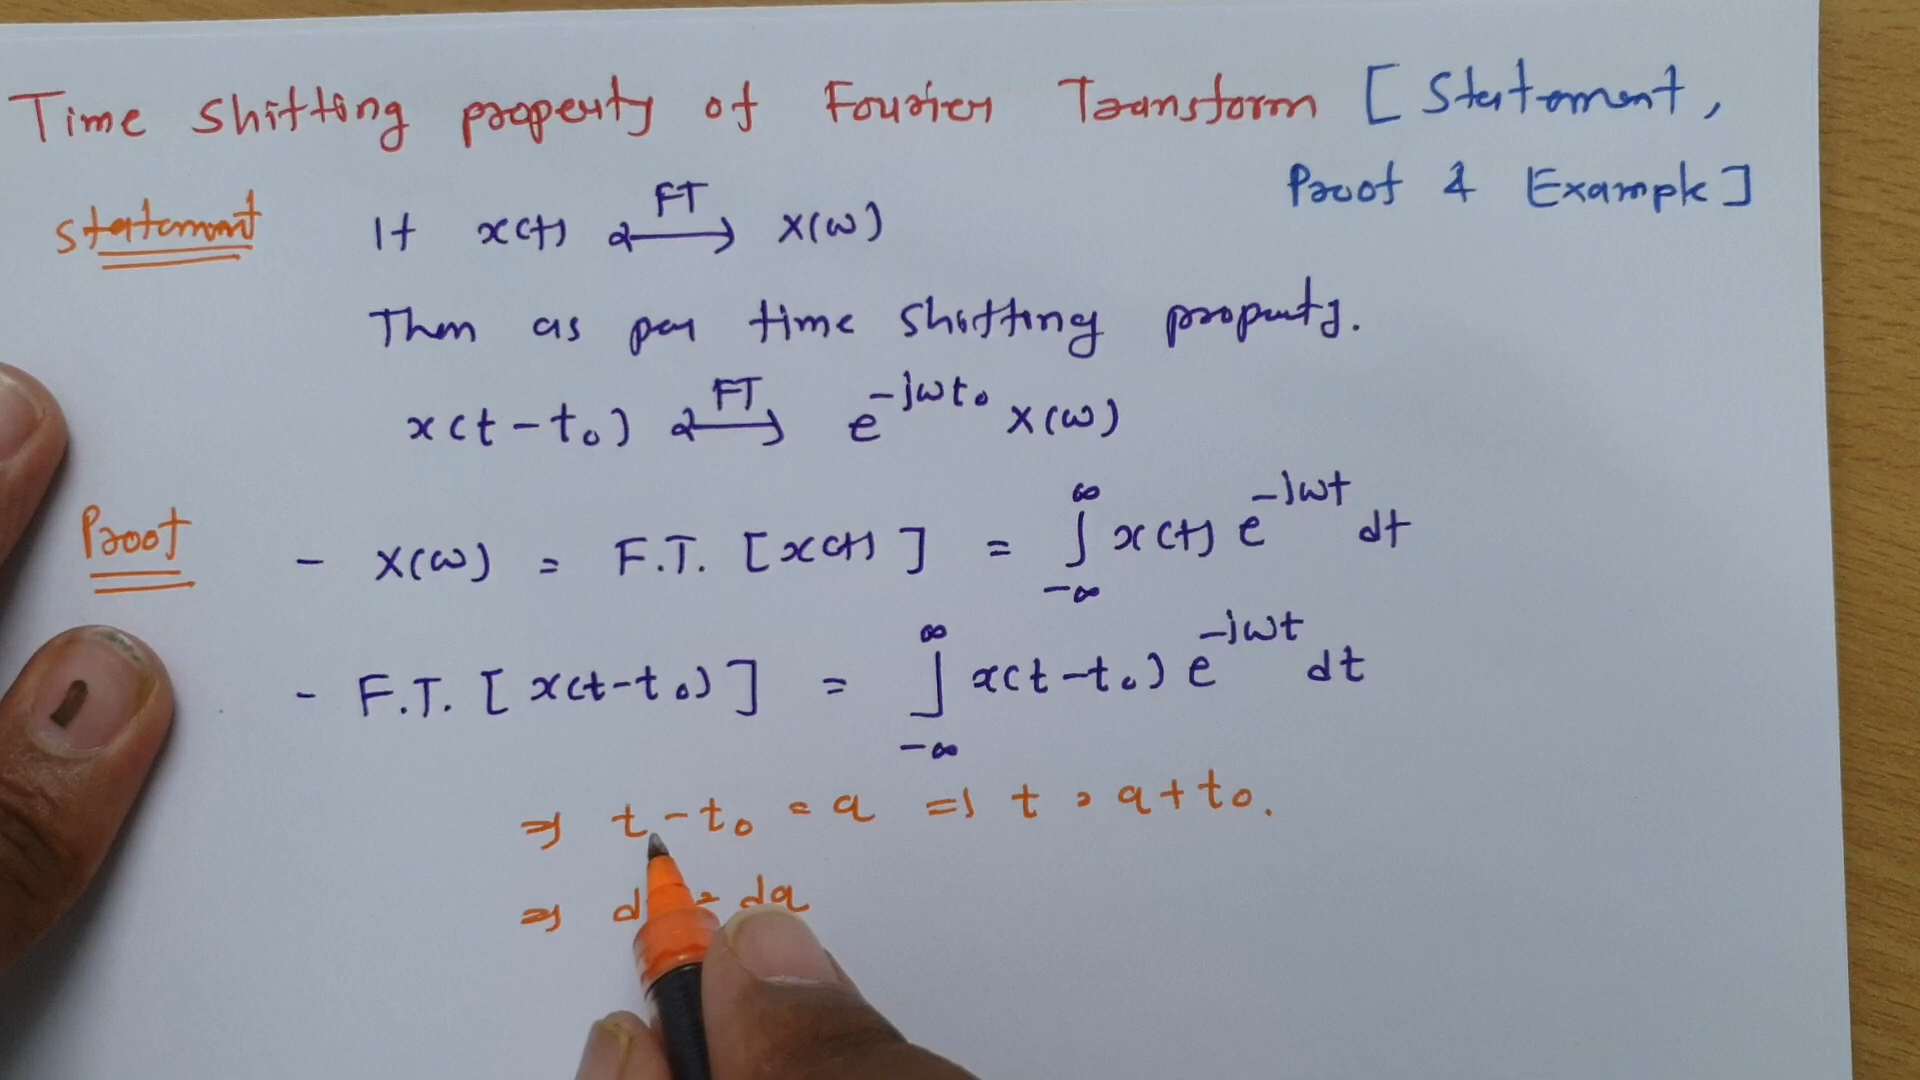 Time Shifting property of Fourier Transform [Statement,
Proof & Example]
Statement If x(t) ⟷ FT X(ω)
Then as per time shifting property.
x(t-t₀) ⟷ FT e^{-jωt₀} X(ω)
Proof - X(ω) = F.T. [x(t)] = ∫_{-∞}^{∞} x(t) e^{-jωt} dt
- F.T. [x(t-t₀)] = ∫_{-∞}^{∞} x(t-t₀) e^{-jωt} dt
⇒ t-t₀ = a ⇒ t = a+t₀.
⇒ d = da